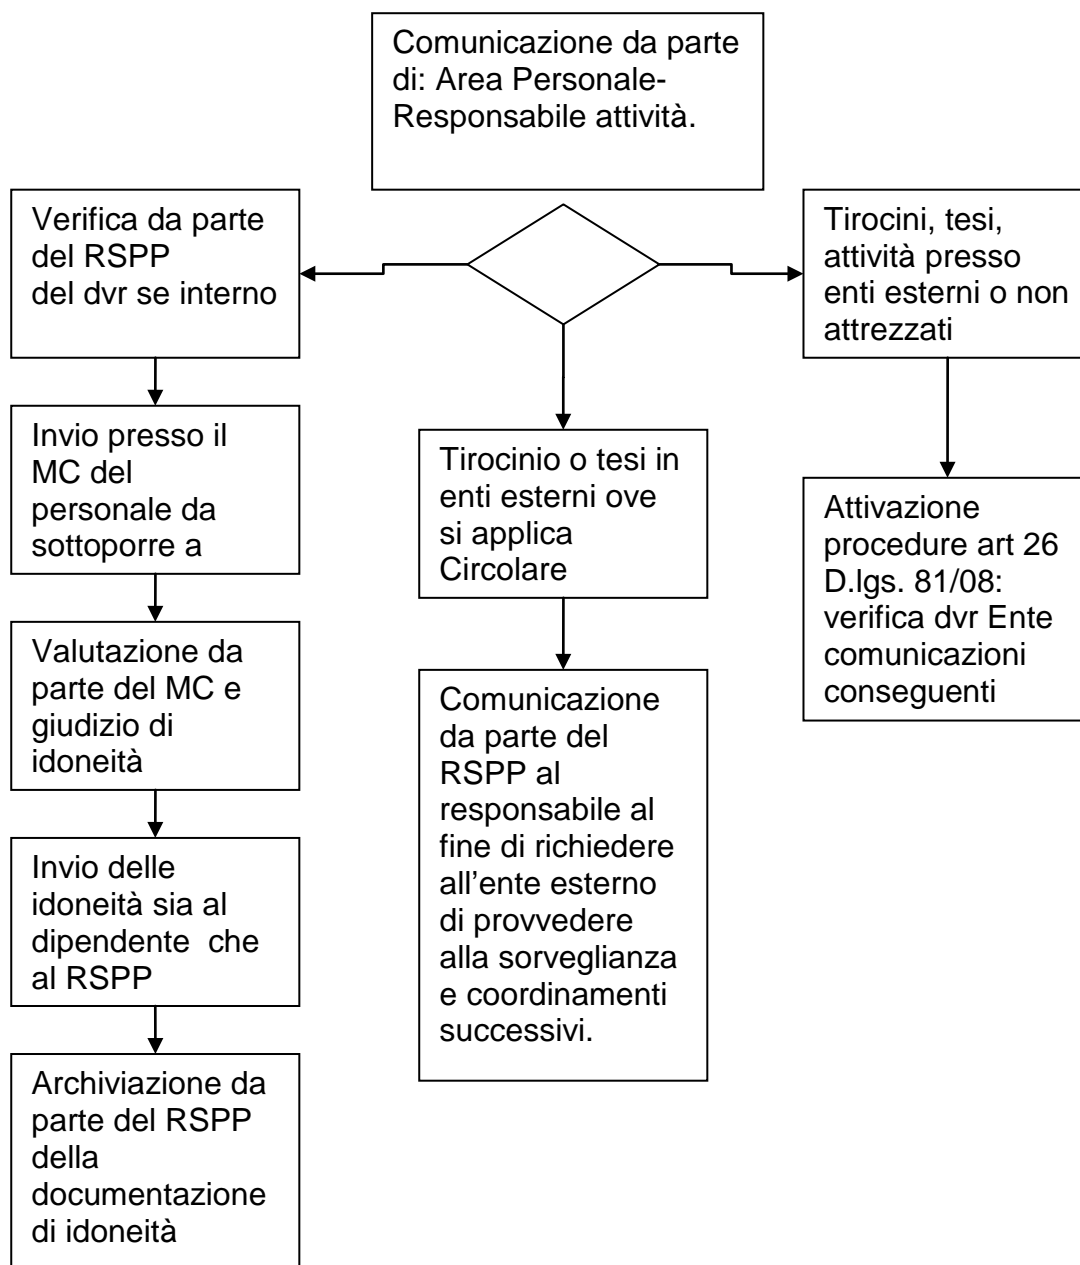 Comunicazione da parte
di: Area Personale-
Responsabile attività.
Verifica da parte
del RSPP
del dvr se interno
Invio presso il
MC del
personale da
sottoporre a
Valutazione da
parte del MC e
giudizio di
idoneità
Invio delle
idoneità sia al
dipendente  che
al RSPP
Archiviazione da
parte del RSPP
della
documentazione
di idoneità
Tirocinio o tesi in
enti esterni ove
si applica
Circolare
Comunicazione
da parte del
RSPP al
responsabile al
fine di richiedere
all’ente esterno
di provvedere
alla sorveglianza
e coordinamenti
successivi.
Tirocini, tesi,
attività presso
enti esterni o non
attrezzati
Attivazione
procedure art 26
D.lgs. 81/08:
verifica dvr Ente
comunicazioni
conseguenti